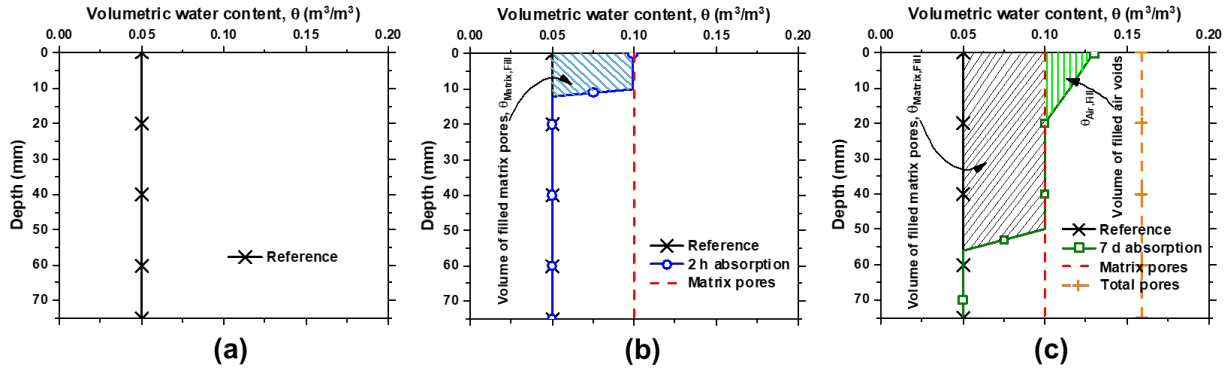 Volumetric water content, θ (m³/m³)
0.00 0.05 0.10 0.15 0.20
0
10
20
30
40
50
60
70
Depth (mm)
Reference
(a)
Volumetric water content, θ (m³/m³)
0.00 0.05 0.10 0.15 0.20
0
10
20
30
40
50
60
70
Depth (mm)
Volume of filled matrix pores, θMatrix,Fill
Reference
2 h absorption
Matrix pores
(b)
Volumetric water content, θ (m³/m³)
0.00 0.05 0.10 0.15 0.20
0
10
20
30
40
50
60
70
Depth (mm)
Volume of filled matrix pores, θMatrix,Fill
θAir,Fill
Volume of filled air voids
Reference
7 d absorption
Matrix pores
Total pores
(c)